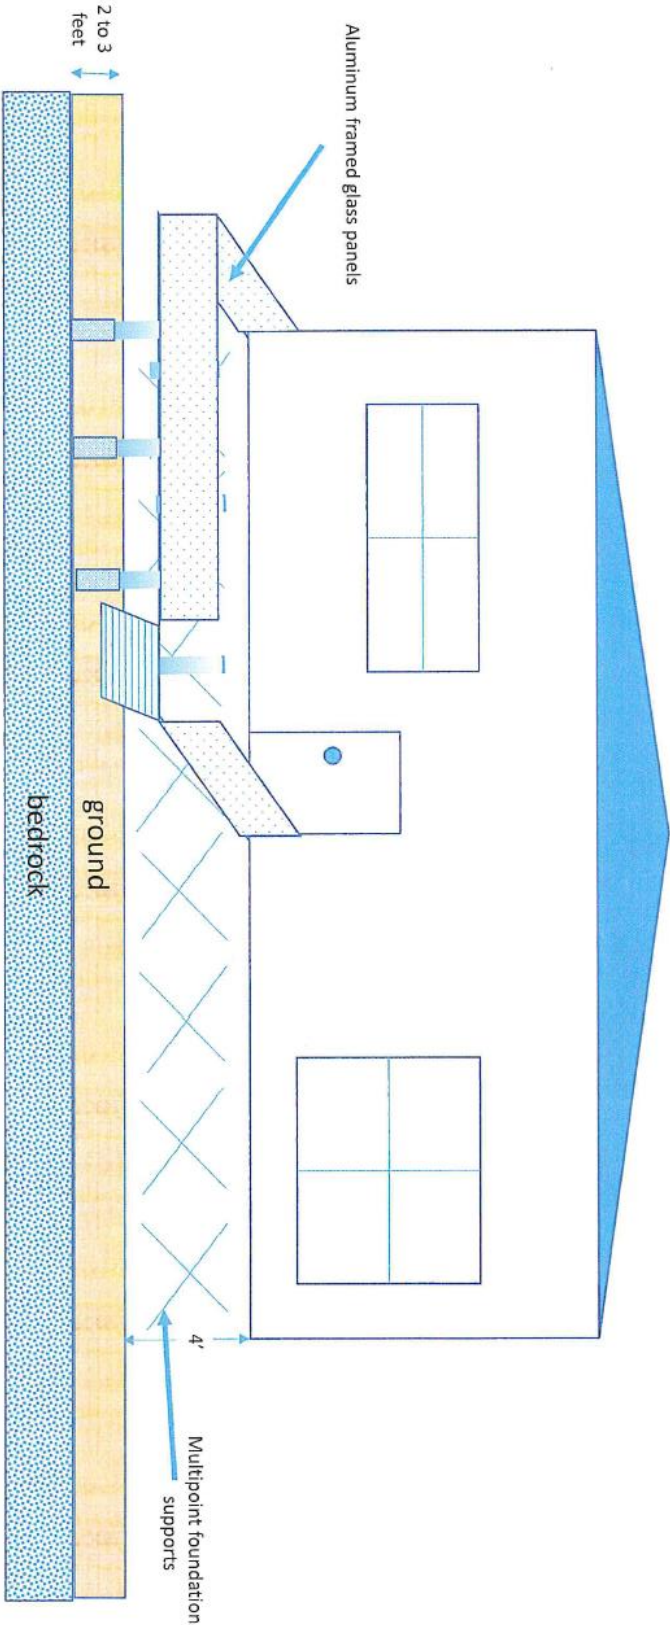 Aluminum framed glass panels
4'
Multipoint foundation
supports
2 to 3
feet
ground
bedrock